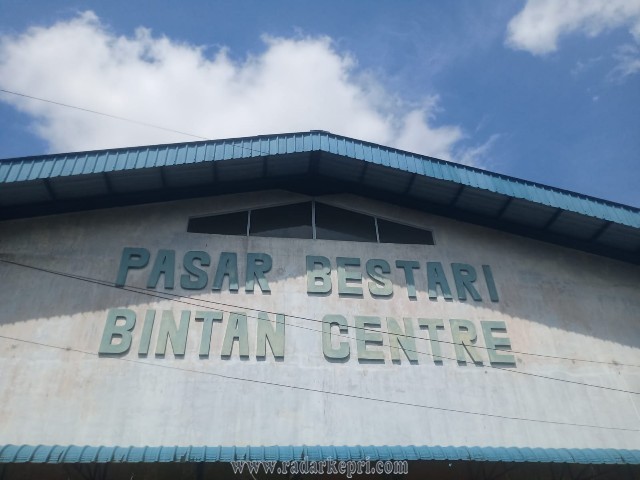 PASAR BESTARI
BINTAN CENTRE
www.radarkepri.com